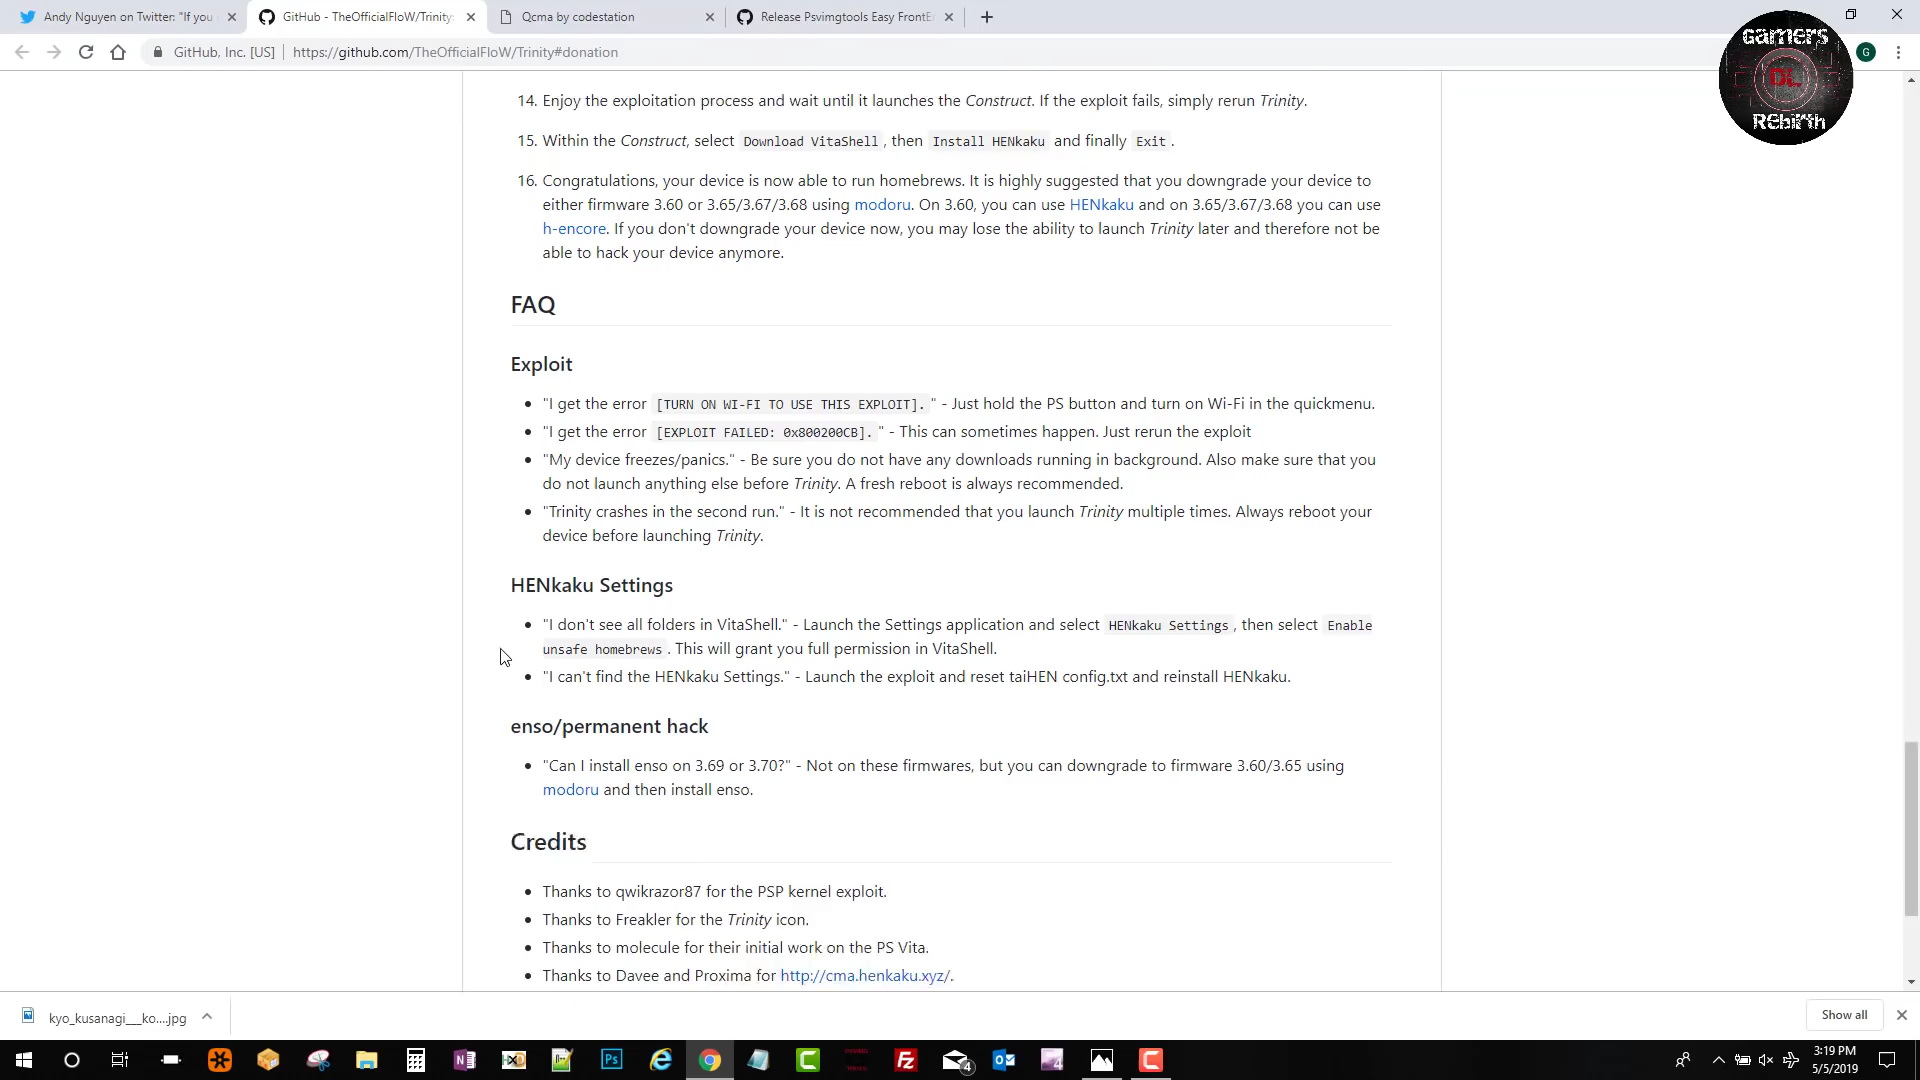 Andy Nguyen on Twitter: "If you
GitHub - TheOfficialFloW/Trinity:
Qcma by codestation
Release Psvimgtools Easy FrontE
GitHub, Inc. [US]
https://github.com/TheOfficialFloW/Trinity#donation
G
GamerS
DL
REbirth
14. Enjoy the exploitation process and wait until it launches the Construct. If the exploit fails, simply rerun Trinity.
15. Within the Construct, select Download VitaShell, then Install HENkaku and finally Exit.
16. Congratulations, your device is now able to run homebrews. It is highly suggested that you downgrade your device to
either firmware 3.60 or 3.65/3.67/3.68 using modoru. On 3.60, you can use HENkaku and on 3.65/3.67/3.68 you can use
h-encore. If you don't downgrade your device now, you may lose the ability to launch Trinity later and therefore not be
able to hack your device anymore.
FAQ
Exploit
• "I get the error [TURN ON WI-FI TO USE THIS EXPLOIT]. " - Just hold the PS button and turn on Wi-Fi in the quickmenu.
• "I get the error [EXPLOIT FAILED: 0x800200CB]. " - This can sometimes happen. Just rerun the exploit
• "My device freezes/panics." - Be sure you do not have any downloads running in background. Also make sure that you
do not launch anything else before Trinity. A fresh reboot is always recommended.
• "Trinity crashes in the second run." - It is not recommended that you launch Trinity multiple times. Always reboot your
device before launching Trinity.
HENkaku Settings
• "I don't see all folders in VitaShell." - Launch the Settings application and select HENkaku Settings, then select Enable
unsafe homebrews. This will grant you full permission in VitaShell.
• "I can't find the HENkaku Settings." - Launch the exploit and reset taiHEN config.txt and reinstall HENkaku.
enso/permanent hack
• "Can I install enso on 3.69 or 3.70?" - Not on these firmwares, but you can downgrade to firmware 3.60/3.65 using
modoru and then install enso.
Credits
• Thanks to qwikrazor87 for the PSP kernel exploit.
• Thanks to Freakler for the Trinity icon.
• Thanks to molecule for their initial work on the PS Vita.
• Thanks to Davee and Proxima for http://cma.henkaku.xyz/.
kyo_kusanagi___ko....jpg
Show all
4
3:19 PM
5/5/2019